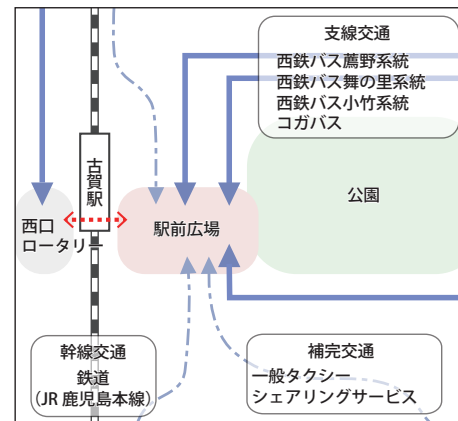 支線交通
西鉄バス薦野系統
西鉄バス舞の里系統
西鉄バス小竹系統
コガバス
古賀駅
公園
西口
ロータリー
駅前広場
幹線交通
鉄道
(JR 鹿児島本線)
補完交通
一般タクシー
シェアリングサービス